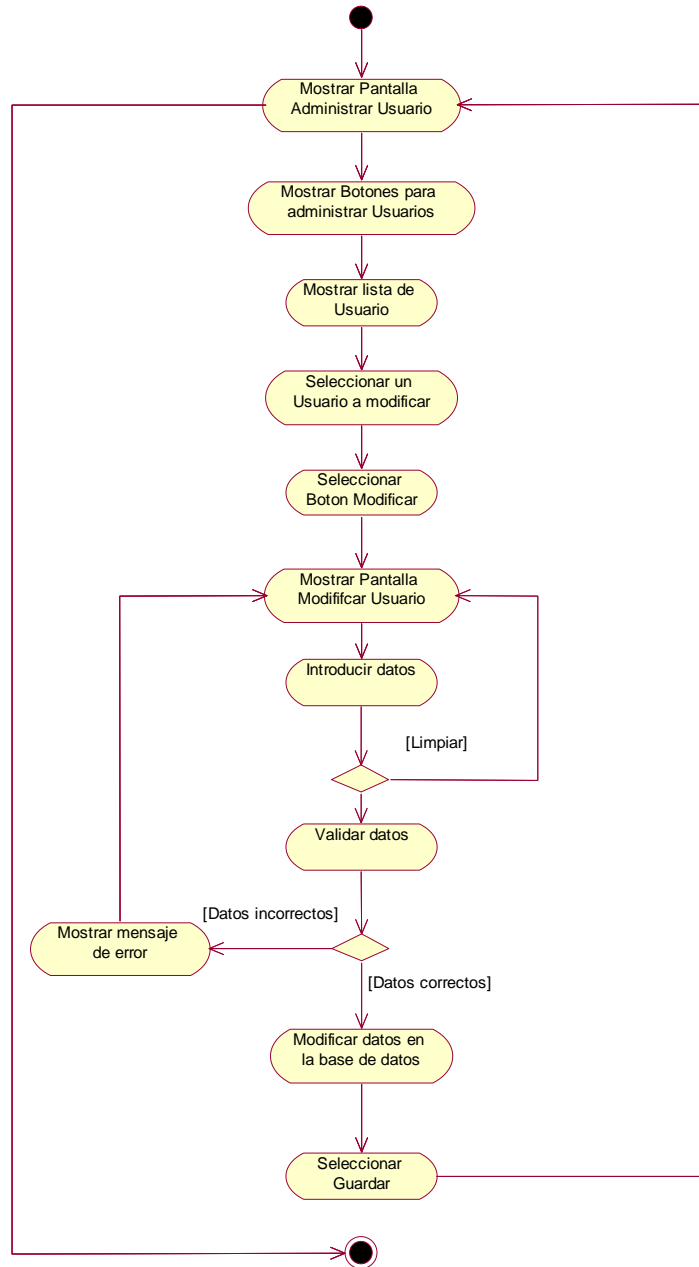 Mostrar Pantalla
Administrar Usuario
Mostrar Botones para
administrar Usuarios
Mostrar lista de
Usuario
Seleccionar un
Usuario a modificar
Seleccionar
Boton Modificar
Mostrar Pantalla
Modififcar Usuario
Introducir datos
[Limpiar]
Validar datos
[Datos incorrectos]
Mostrar mensaje
de error
[Datos correctos]
Modificar datos en
la base de datos
Seleccionar
Guardar